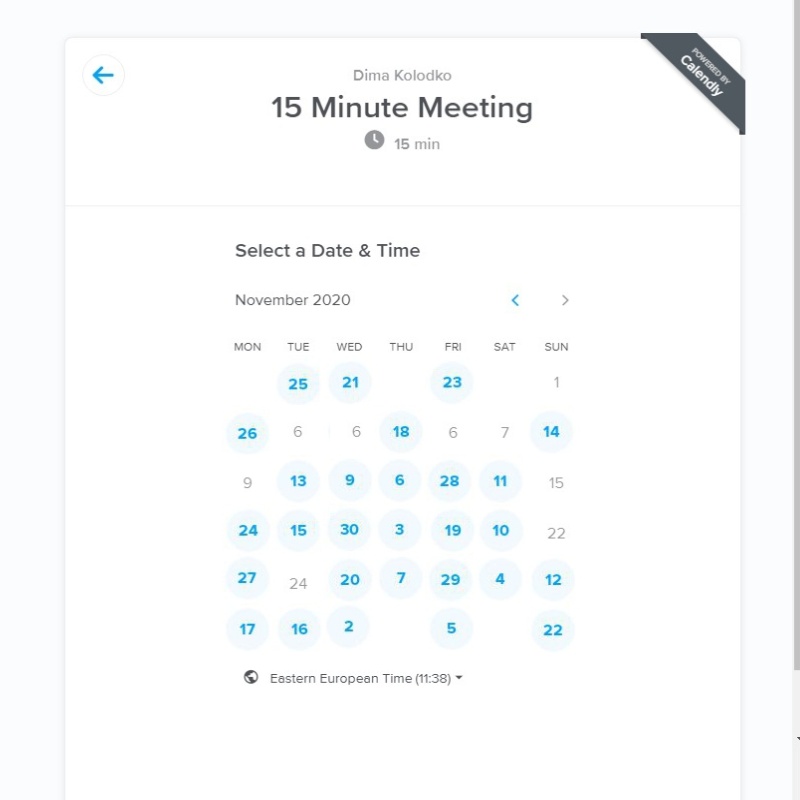 POWERED BY
Calendly
Dima Kolodko
15 Minute Meeting
15 min
Select a Date & Time
November 2020
MON TUE WED THU FRI SAT SUN
25 21 23 1
26 6 6 18 6 7 14
9 13 9 6 28 11 15
24 15 30 3 19 10 22
27 24 20 7 29 4 12
17 16 2 5 22
Eastern European Time (11:38)